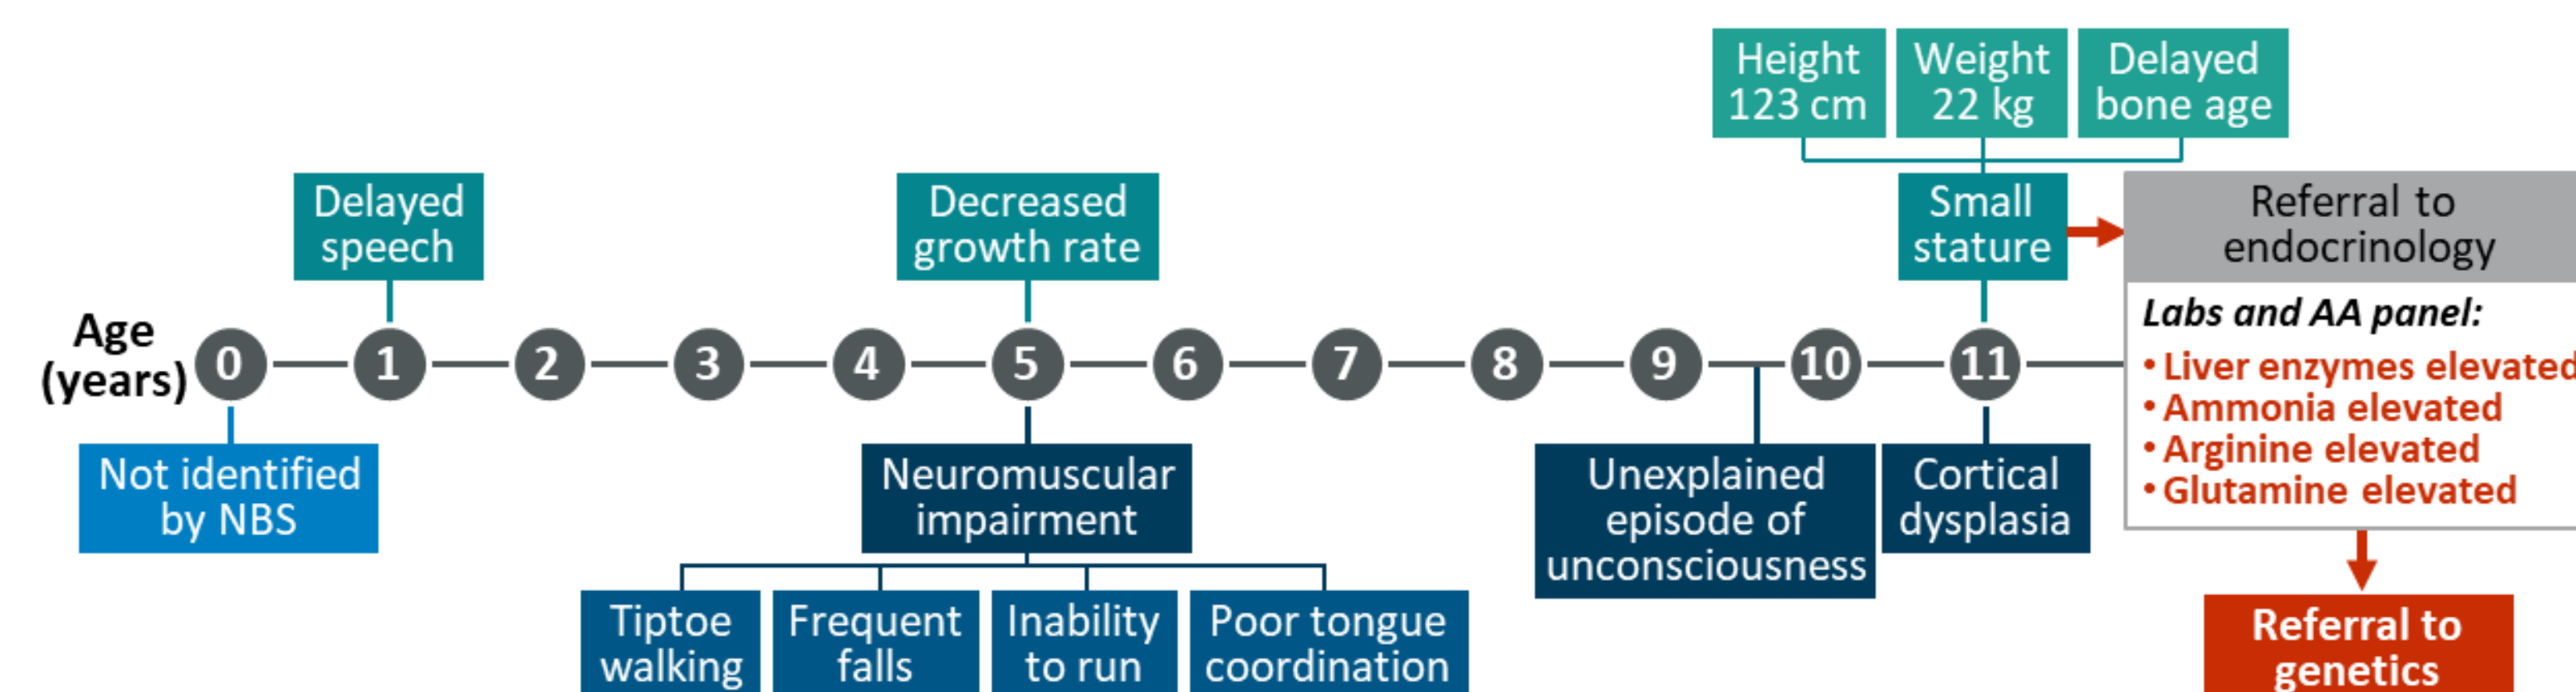 Height
123 cm
Weight
22 kg
Delayed
bone age
Delayed
speech
Decreased
growth rate
Small
stature
Referral to
endocrinology
Labs and AA panel:
• Liver enzymes elevated
• Ammonia elevated
• Arginine elevated
• Glutamine elevated
Age
(years)
0 1 2 3 4 5 6 7 8 9 10 11
Not identified
by NBS
Neuromuscular
impairment
Unexplained
episode of
unconsciousness
Cortical
dysplasia
Tiptoe
walking
Frequent
falls
Inability
to run
Poor tongue
coordination
Referral to
genetics